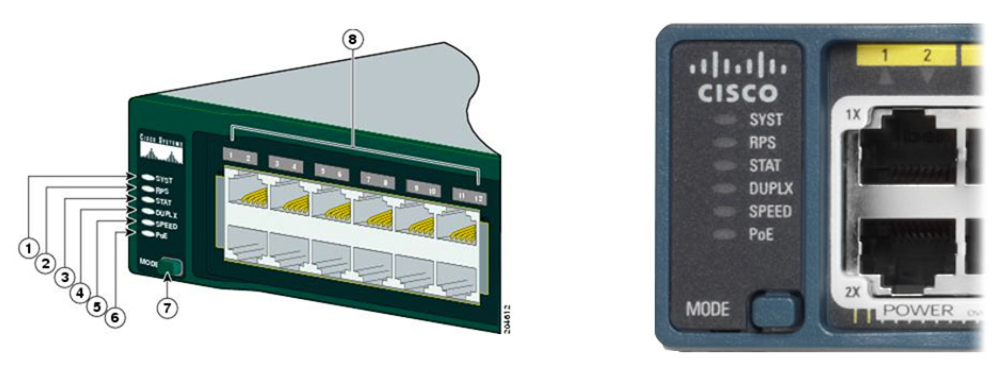 8
CISCO SYSTEMS
1 2 3 4 5 6 7 8 9 10 11 12
SYST
RPS
STAT
DUPLX
SPEED
PoE
MODE
1
2
3
4
5
6
7
204612
1 2
CISCO
SYST
RPS
STAT
DUPLX
SPEED
PoE
MODE
1X
2X
POWER